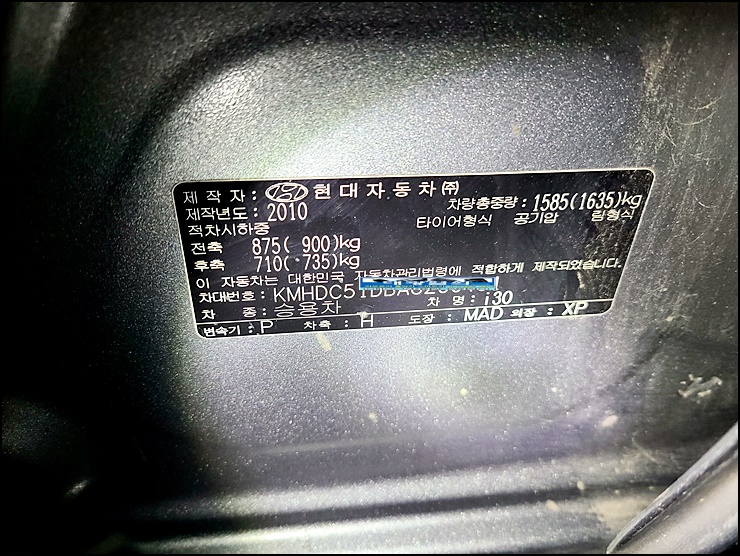 제 작 자 : 현대자동차㈜
제작년도 : 2010 차량총중량 : 1585(1635)kg
적차시하중 타이어형식 공기압 림형식
전축 875( 900)kg
후축 710( 735)kg
이 자동차는 대한민국 자동차관리법령에 적합하게 제작되었습니다.
차대번호 :
차 종 : 승용차 차 명 : i30
변속기 : P 차축 : H 도장 : MAD 외장 : XP